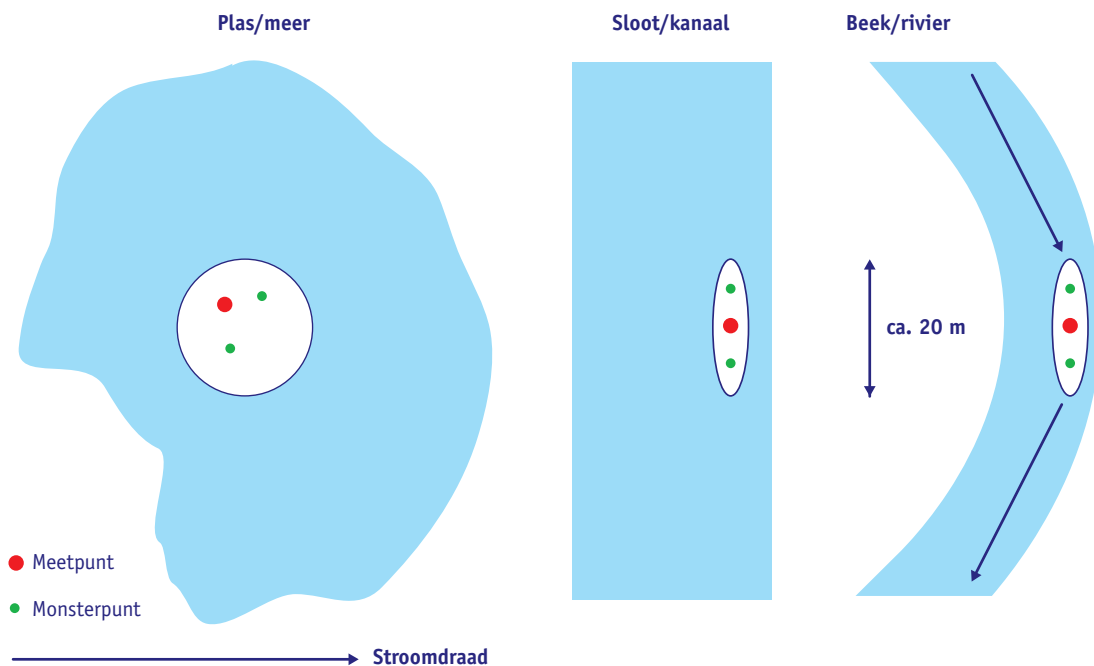 Plas/meer
Sloot/kanaal
Beek/rivier
ca. 20 m
Meetpunt
Monsterpunt
Stroomdraad